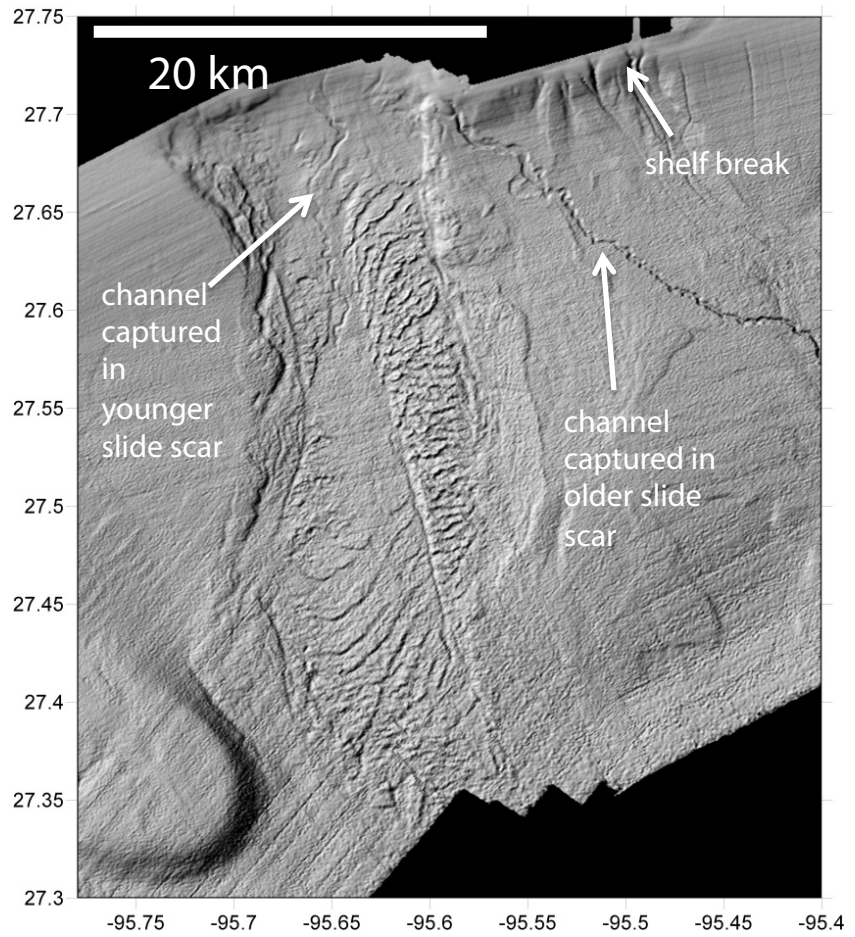 27.75
20 km
27.7
shelf break
27.65
channel
captured
in
younger
slide scar
27.6
27.55
channel
captured in
older slide
scar
27.5
27.45
27.4
27.35
27.3
-95.75 -95.7 -95.65 -95.6 -95.55 -95.5 -95.45 -95.4